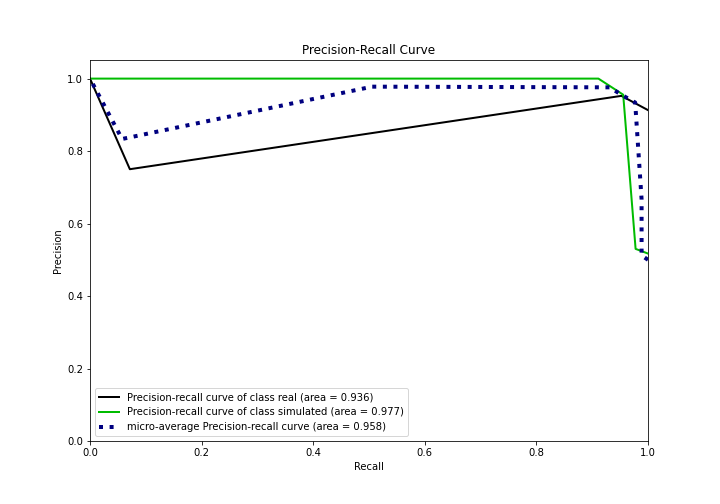 Precision-Recall Curve
1.0
0.8
0.6
0.4
0.2
0.0
Precision
Precision-recall curve of class real (area = 0.936)
Precision-recall curve of class simulated (area = 0.977)
micro-average Precision-recall curve (area = 0.958)
0.0 0.2 0.4 0.6 0.8 1.0
Recall